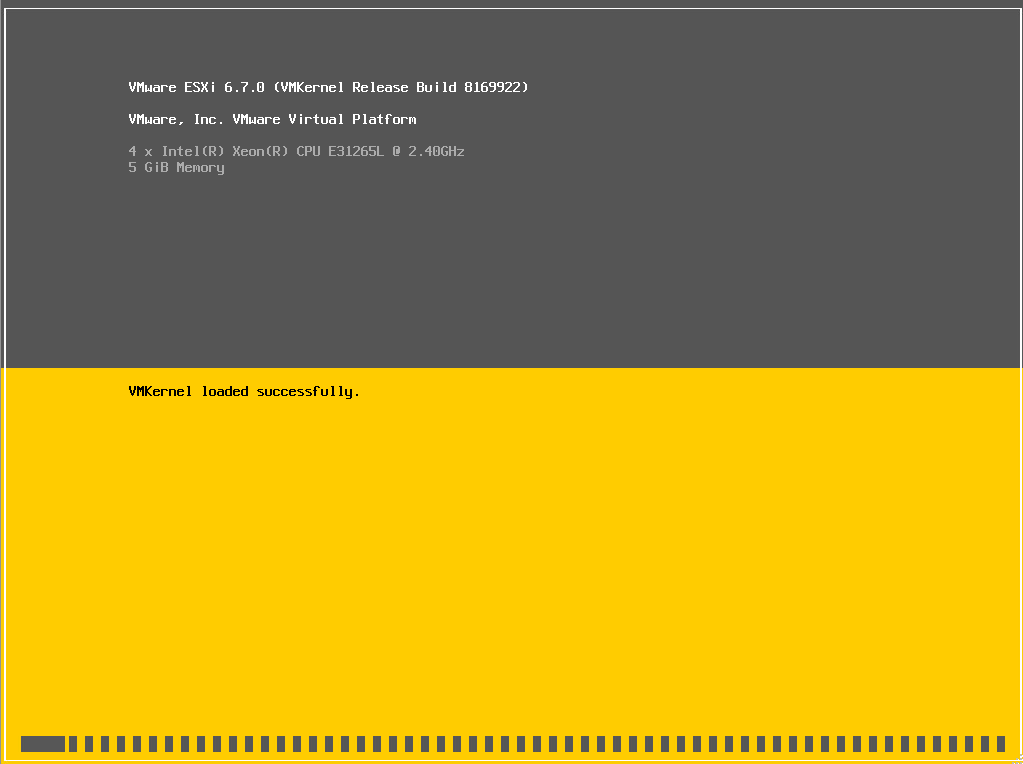 VMware ESXi 6.7.0 (VMKernel Release Build 8169922)
VMware, Inc. VMware Virtual Platform
4 x Intel(R) Xeon(R) CPU E31265L @ 2.40GHz
5 GiB Memory
VMKernel loaded successfully.